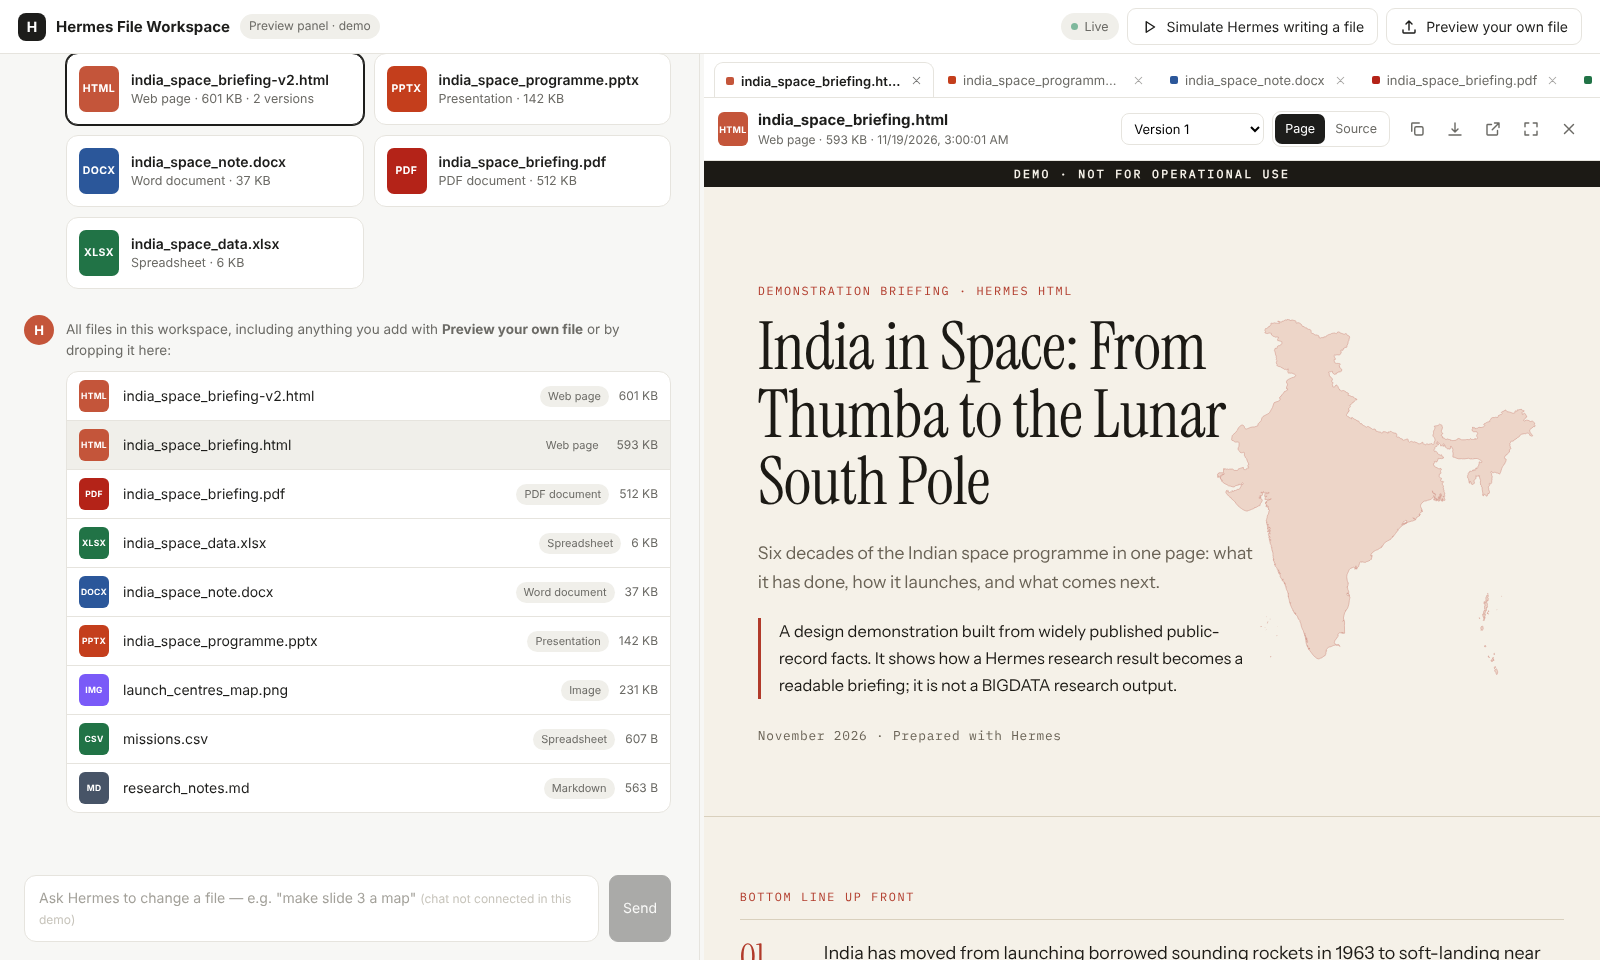 H Hermes File Workspace Preview panel · demo
Live
Simulate Hermes writing a file
Preview your own file
HTML india_space_briefing-v2.html
Web page · 601 KB · 2 versions
PPTX india_space_programme.pptx
Presentation · 142 KB
DOCX india_space_note.docx
Word document · 37 KB
PDF india_space_briefing.pdf
PDF document · 512 KB
XLSX india_space_data.xlsx
Spreadsheet · 6 KB
H All files in this workspace, including anything you add with Preview your own file or by
dropping it here:
HTML india_space_briefing-v2.html Web page 601 KB
HTML india_space_briefing.html Web page 593 KB
PDF india_space_briefing.pdf PDF document 512 KB
XLSX india_space_data.xlsx Spreadsheet 6 KB
DOCX india_space_note.docx Word document 37 KB
PPTX india_space_programme.pptx Presentation 142 KB
IMG launch_centres_map.png Image 231 KB
CSV missions.csv Spreadsheet 607 B
MD research_notes.md Markdown 563 B
Ask Hermes to change a file — e.g. "make slide 3 a map" (chat not connected in this
demo)
Send
india_space_briefing.ht...
india_space_programm...
india_space_note.docx
india_space_briefing.pdf
HTML india_space_briefing.html
Web page · 593 KB · 11/19/2026, 3:00:01 AM
Version 1
Page Source
DEMO · NOT FOR OPERATIONAL USE
DEMONSTRATION BRIEFING · HERMES HTML
India in Space: From
Thumba to the Lunar
South Pole
Six decades of the Indian space programme in one page: what
it has done, how it launches, and what comes next.
A design demonstration built from widely published public-
record facts. It shows how a Hermes research result becomes a
readable briefing; it is not a BIGDATA research output.
November 2026 · Prepared with Hermes
BOTTOM LINE UP FRONT
01 India has moved from launching borrowed sounding rockets in 1963 to soft-landing near